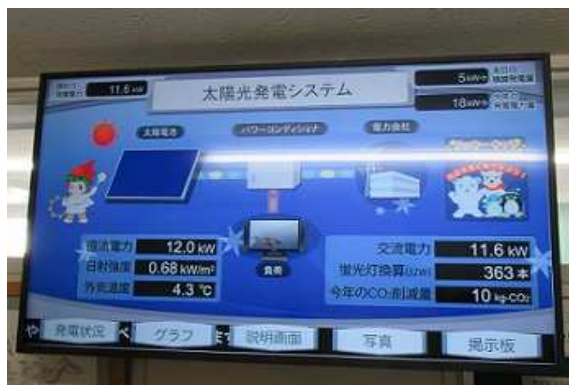 11.6 kW
太陽光発電システム
5 kWh
18 kWh
太陽電池
パワーコンディショナ
電力会社
直流電力 12.0 kW
日射強度 0.68 kW/m²
外気温度 4.3 ℃
負荷
交流電力 11.6 kW
蛍光灯換算(32W) 363 本
今年のCO₂削減量 10 kg-CO₂
発電状況
グラフ
説明画面
写真
掲示板